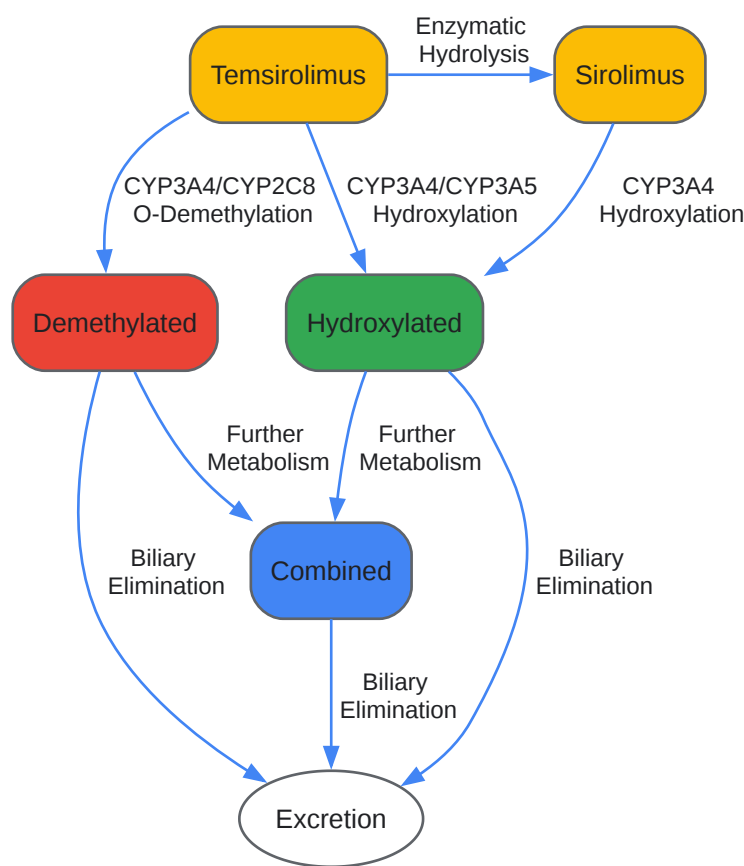 Enzymatic
Hydrolysis
Temsirolimus
Sirolimus
CYP3A4/CYP2C8
O-Demethylation
CYP3A4/CYP3A5
Hydroxylation
CYP3A4
Hydroxylation
Demethylated
Hydroxylated
Further
Metabolism
Further
Metabolism
Biliary
Elimination
Combined
Biliary
Elimination
Biliary
Elimination
Excretion